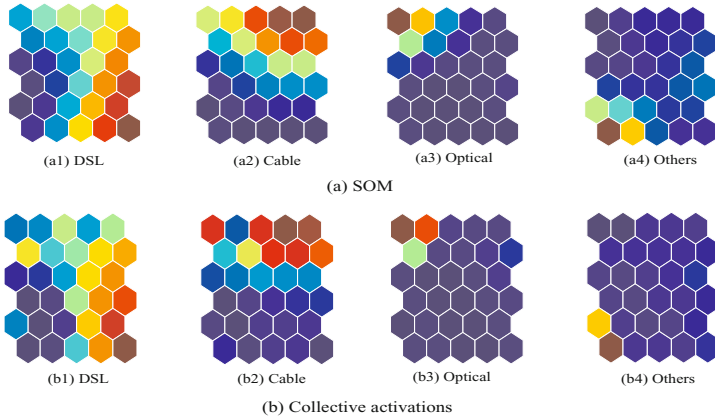 (a1) DSL (a2) Cable (a3) Optical (a4) Others
(a) SOM
(b1) DSL (b2) Cable (b3) Optical (b4) Others
(b) Collective activations